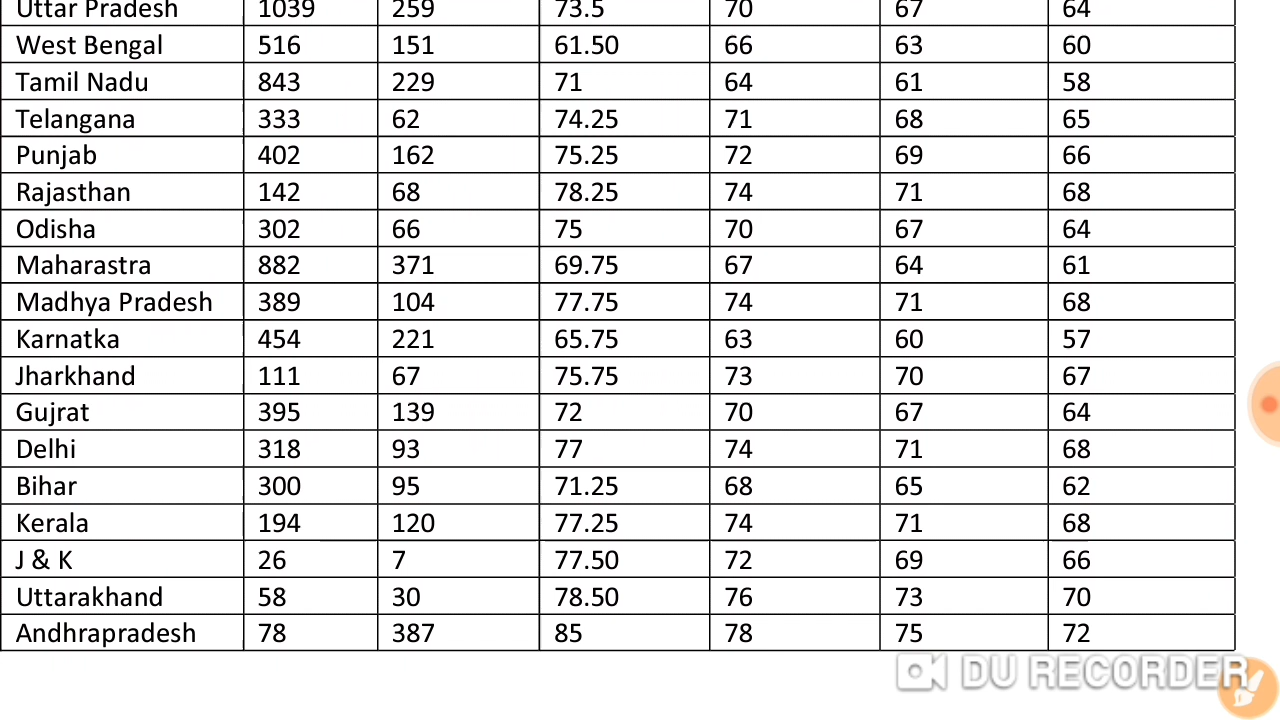 Uttar Pradesh 1039 259 73.5 70 67 64
West Bengal 516 151 61.50 66 63 60
Tamil Nadu 843 229 71 64 61 58
Telangana 333 62 74.25 71 68 65
Punjab 402 162 75.25 72 69 66
Rajasthan 142 68 78.25 74 71 68
Odisha 302 66 75 70 67 64
Maharastra 882 371 69.75 67 64 61
Madhya Pradesh 389 104 77.75 74 71 68
Karnatka 454 221 65.75 63 60 57
Jharkhand 111 67 75.75 73 70 67
Gujrat 395 139 72 70 67 64
Delhi 318 93 77 74 71 68
Bihar 300 95 71.25 68 65 62
Kerala 194 120 77.25 74 71 68
J & K 26 7 77.50 72 69 66
Uttarakhand 58 30 78.50 76 73 70
Andhrapradesh 78 387 85 78 75 72
DU RECORDER